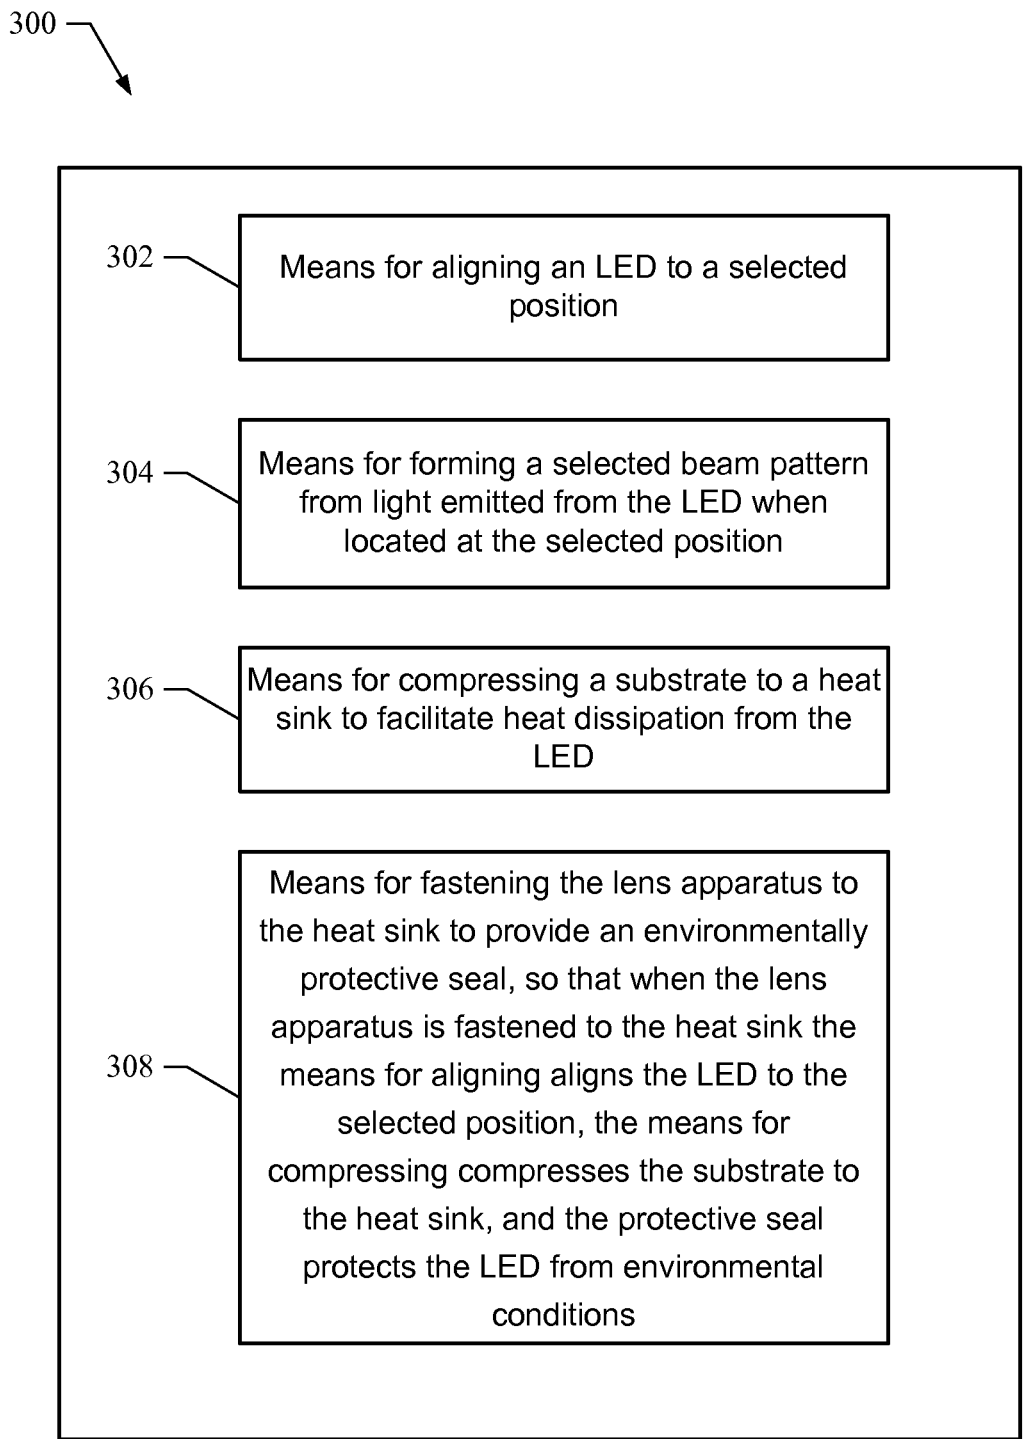 300
302
Means for aligning an LED to a selected
position
304
Means for forming a selected beam pattern
from light emitted from the LED when
located at the selected position
306
Means for compressing a substrate to a heat
sink to facilitate heat dissipation from the
LED
308
Means for fastening the lens apparatus to
the heat sink to provide an environmentally
protective seal, so that when the lens
apparatus is fastened to the heat sink the
means for aligning aligns the LED to the
selected position, the means for
compressing compresses the substrate to
the heat sink, and the protective seal
protects the LED from environmental
conditions